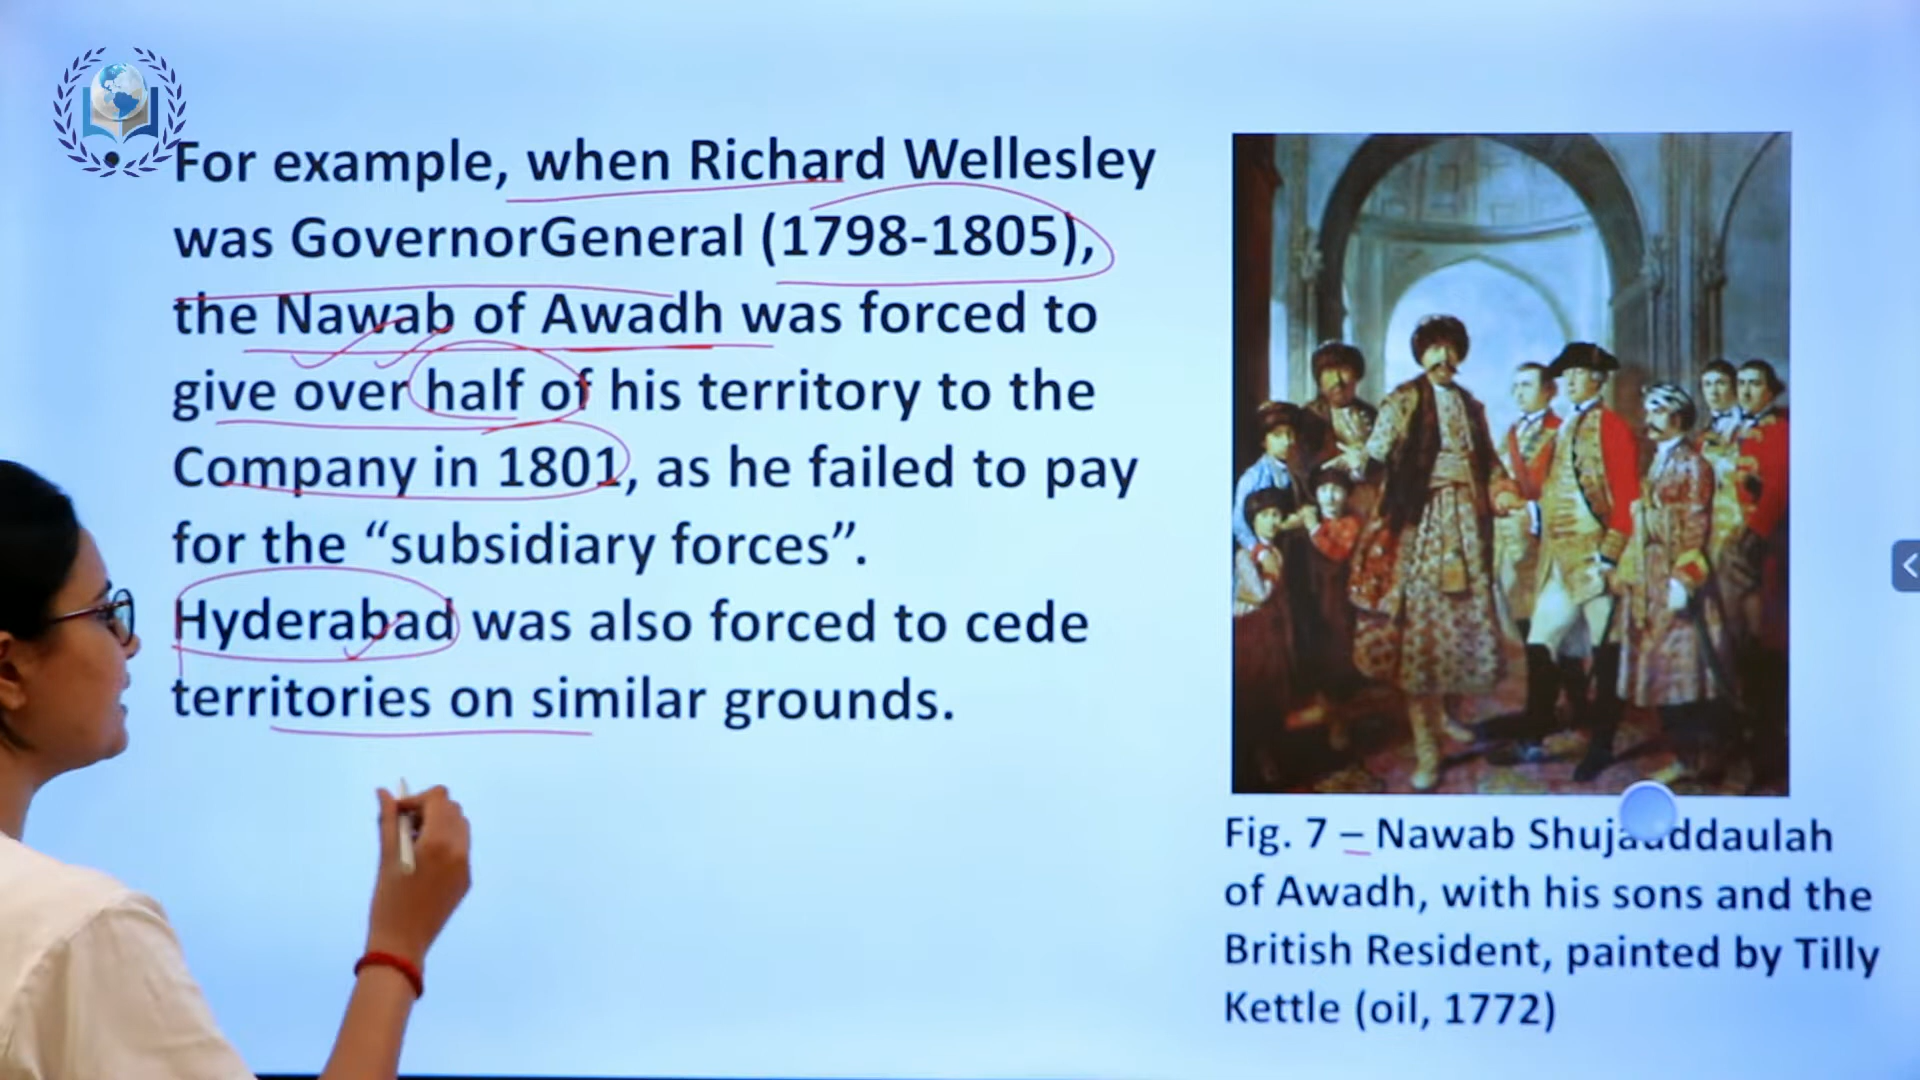 For example, when Richard Wellesley
was GovernorGeneral (1798-1805),
the Nawab of Awadh was forced to
give over half of his territory to the
Company in 1801, as he failed to pay
for the “subsidiary forces”.
Hyderabad was also forced to cede
territories on similar grounds.
Fig. 7 – Nawab Shujauddaulah
of Awadh, with his sons and the
British Resident, painted by Tilly
Kettle (oil, 1772)